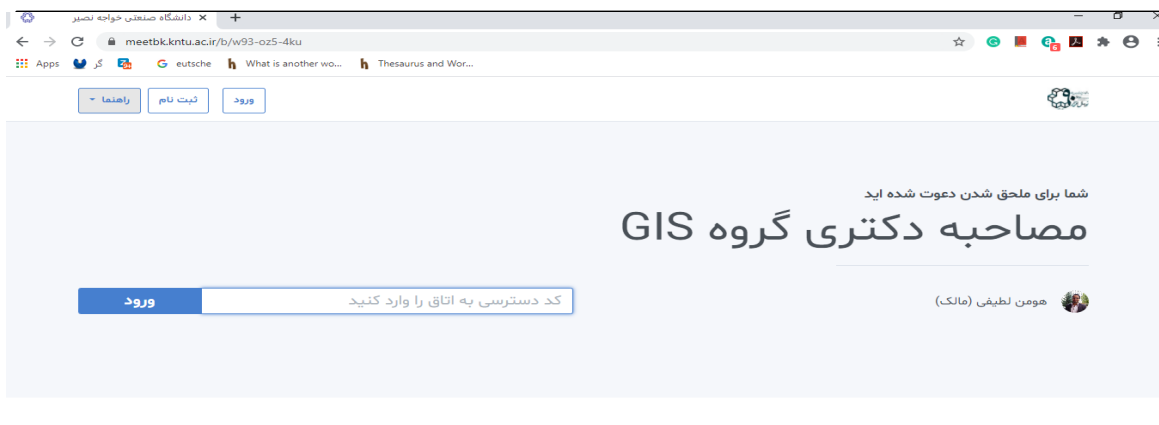 دانشگاه صنعتی خواجه نصیر
meetbk.kntu.ac.ir/b/w93-oz5-4ku
6
Apps گر eutsche What is another wo... Thesaurus and Wor...
ورود ثبت نام راهنما
شما برای ملحق شدن دعوت شده اید
مصاحبه دکتری گروه GIS
هومن لطیفی (مالک)
کد دسترسی به اتاق را وارد کنید ورود